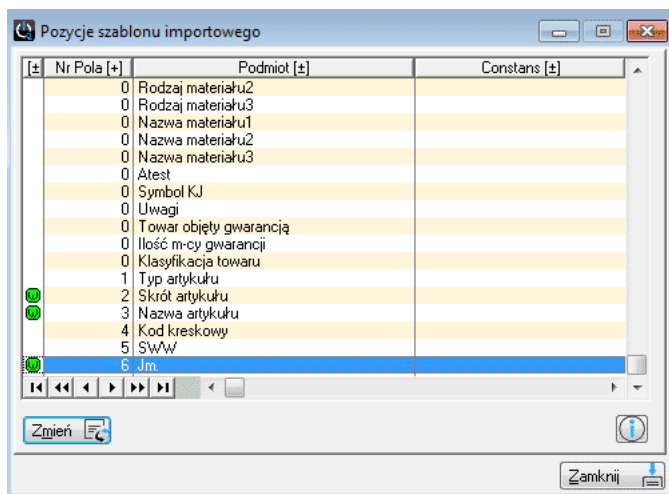 Pozycje szablonu importowego
[± Nr Pola [+] Podmiot [±] Constans [±]
0 Rodzaj materiału2
0 Rodzaj materiału3
0 Nazwa materiału1
0 Nazwa materiału2
0 Nazwa materiału3
0 Atest
0 Symbol KJ
0 Uwagi
0 Towar objęty gwarancją
0 Ilość m-cy gwarancji
0 Klasyfikacja towaru
1 Typ artykułu
w 2 Skrót artykułu
w 3 Nazwa artykułu
4 Kod kreskowy
5 SWW
w 6 Jm.
Zmień
Zamknij